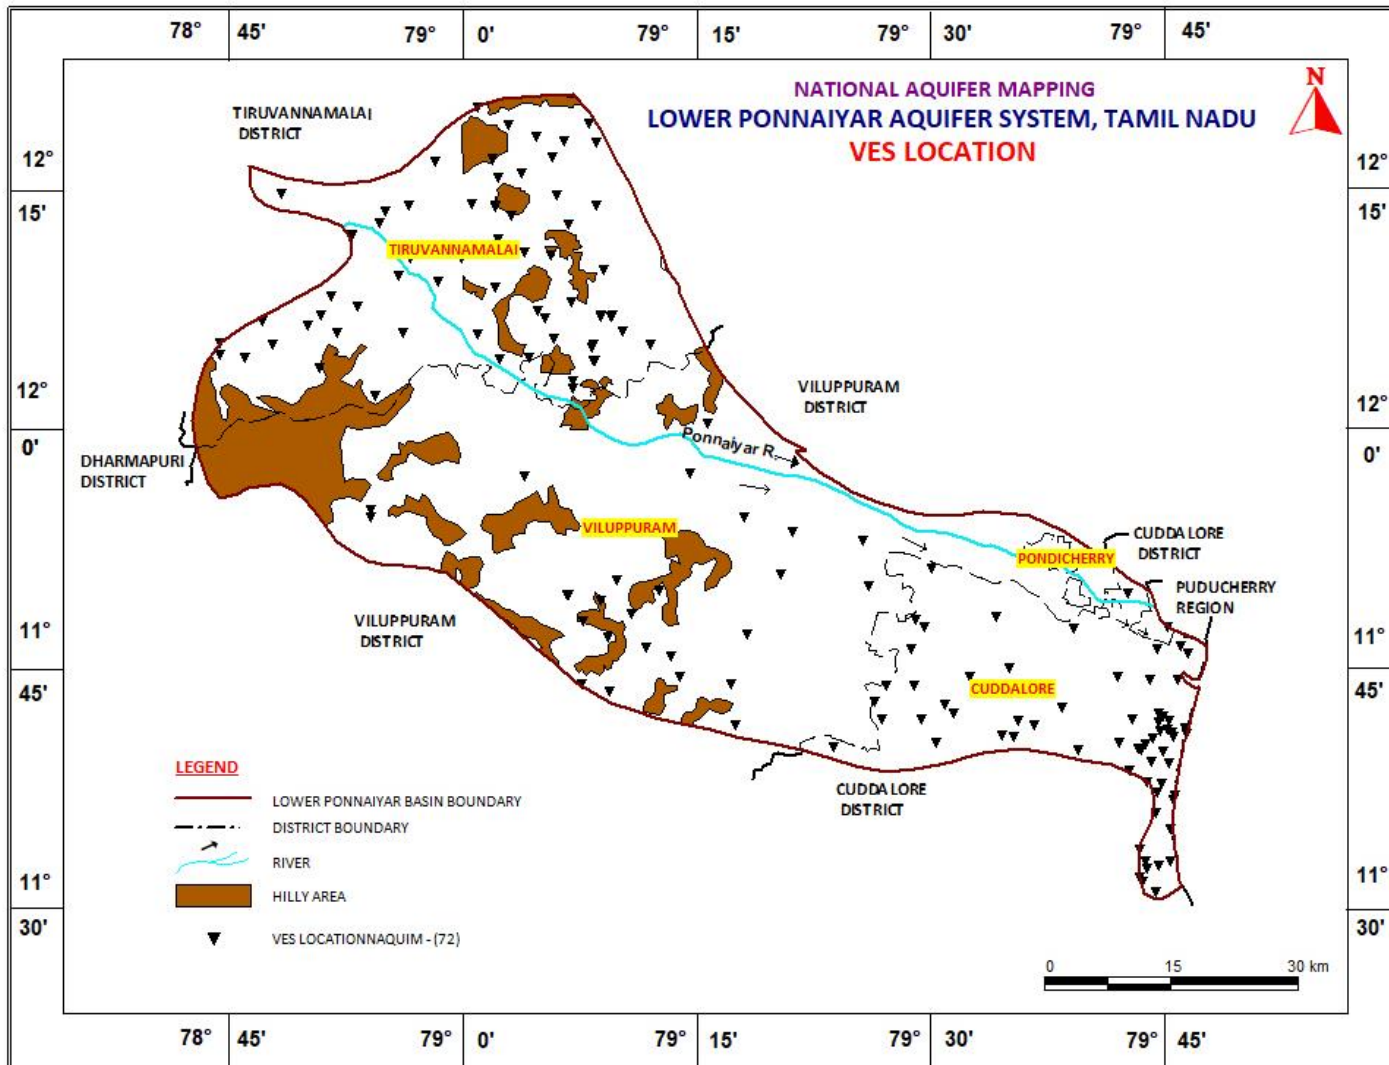 78° 45' 79° 0' 79° 15' 79° 30' 79° 45'
NATIONAL AQUIFER MAPPING
LOWER PONNAIYAR AQUIFER SYSTEM, TAMIL NADU
VES LOCATION
N
TIRUVANNAMALAI
DISTRICT
12°
15'
12°
15'
TIRUVANNAMALAI
VILUPPURAM
DISTRICT
12°
0'
12°
0'
Ponnaiyar R.
DHARMAPURI
DISTRICT
VILUPPURAM
PONDICHERRY
CUDDALORE
DISTRICT
PUDUCHERRY
REGION
VILUPPURAM
DISTRICT
11°
45'
11°
45'
CUDDALORE
CUDDALORE
DISTRICT
LEGEND
LOWER PONNAIYAR BASIN BOUNDARY
DISTRICT BOUNDARY
RIVER
HILLY AREA
VES LOCATIONNAQUIM - (72)
11°
30'
11°
30'
0 15 30 km
78° 45' 79° 0' 79° 15' 79° 30' 79° 45'